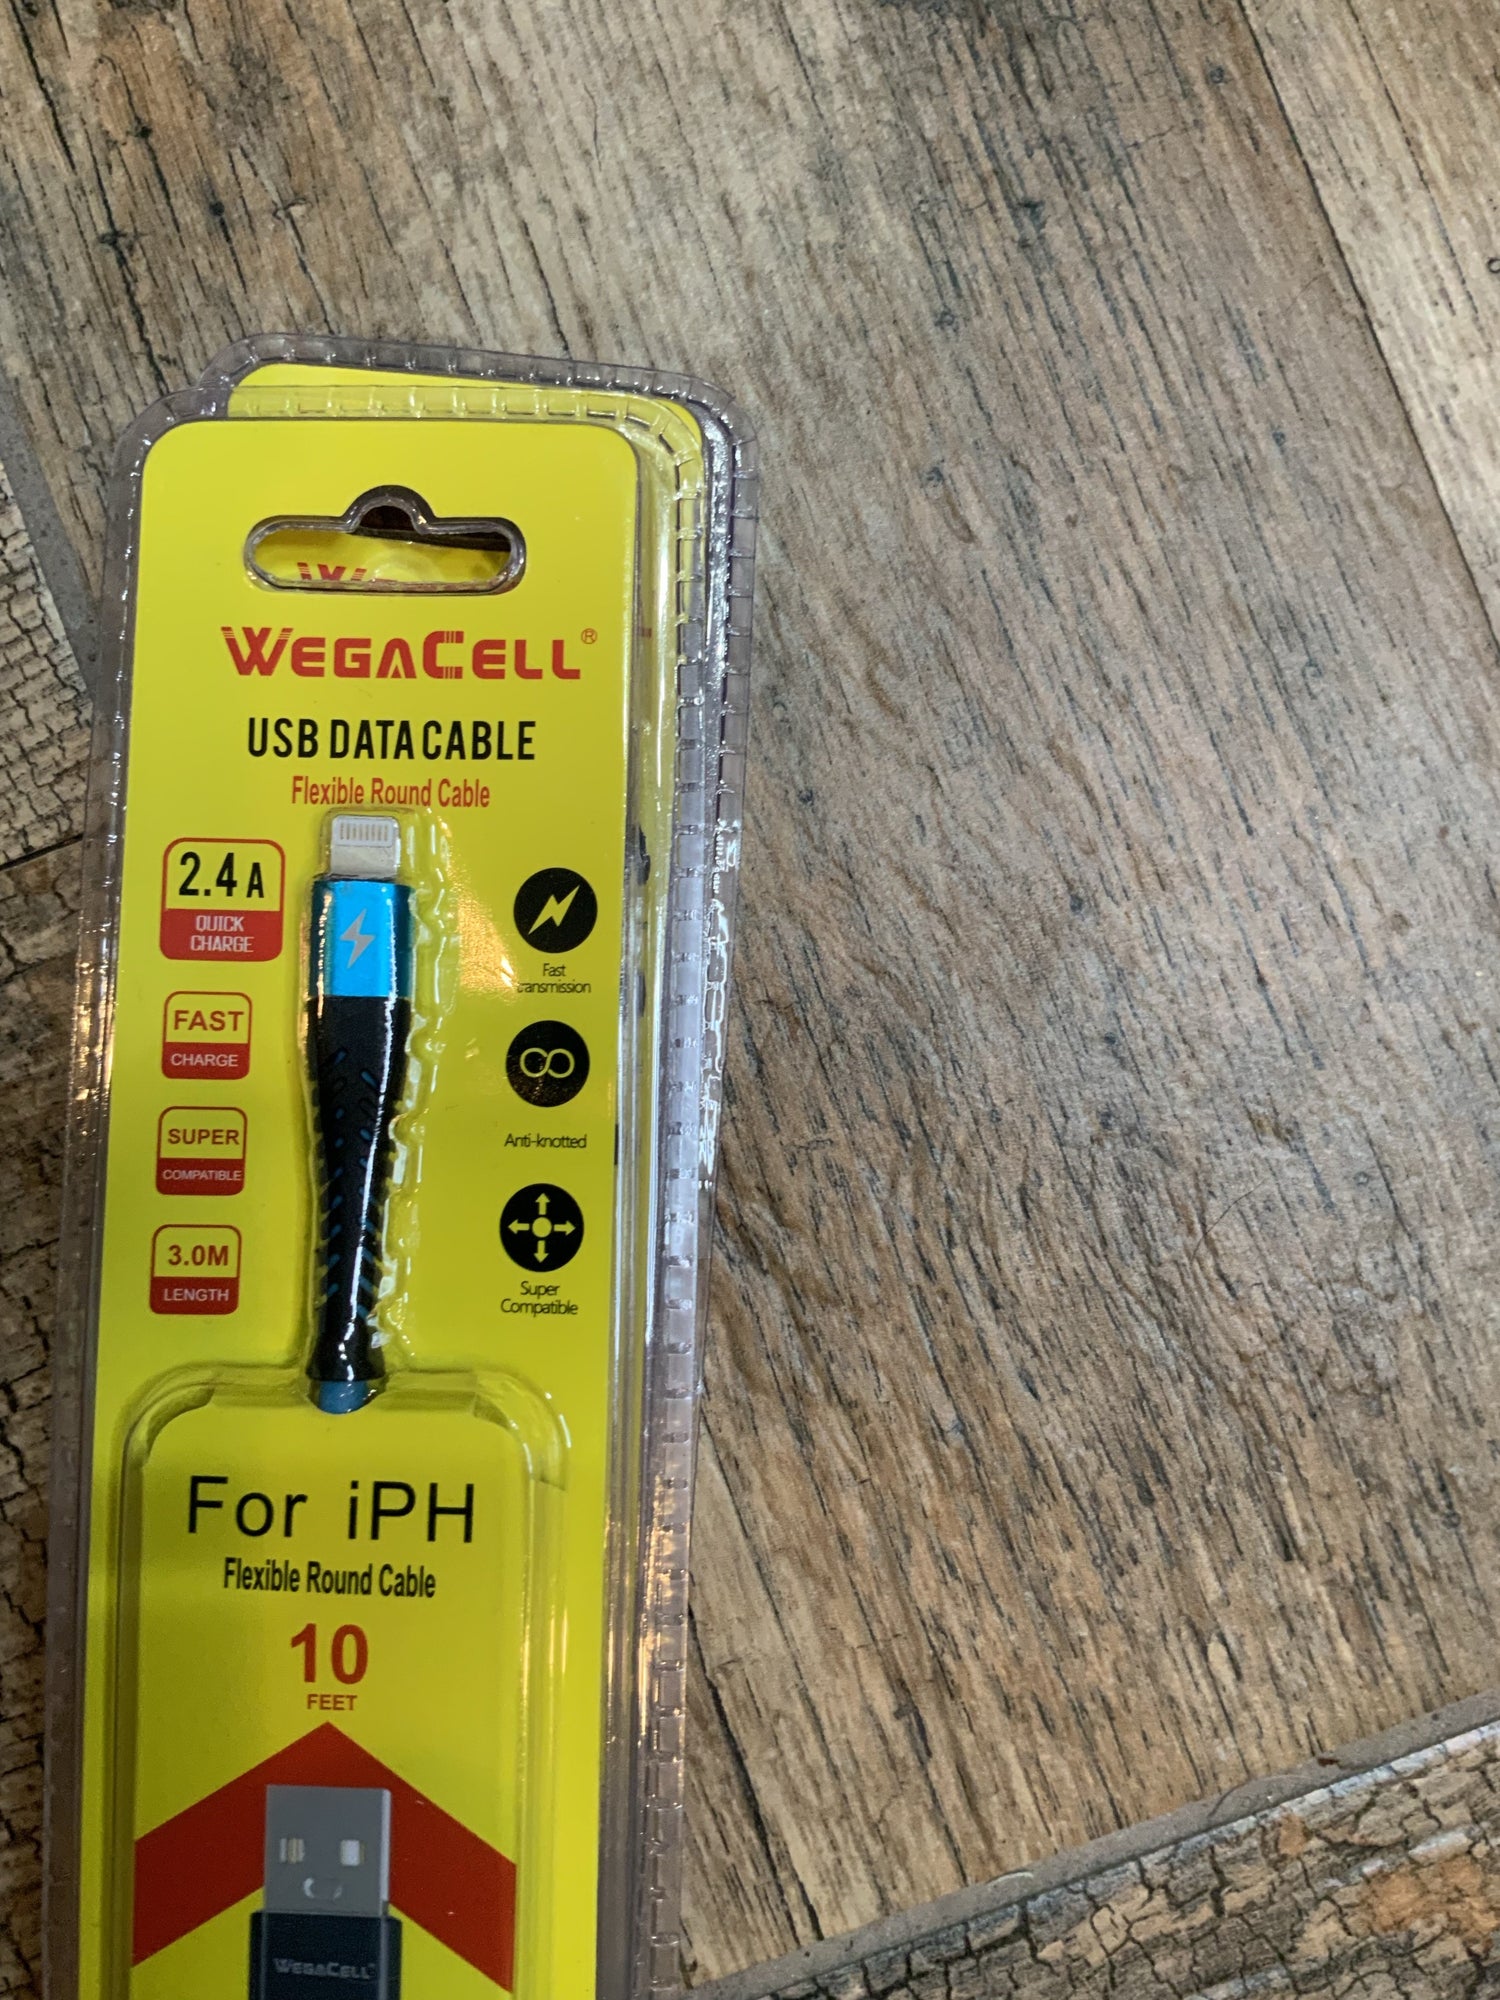 WEGACELL®
USB DATA CABLE
Flexible Round Cable
2.4 A
QUICK
CHARGE
FAST
CHARGE
SUPER
COMPATIBLE
3.0M
LENGTH
Fast
ransmission
Anti-knotted
Super
Compatible
For iPH
Flexible Round Cable
10
FEET
WEGACELL